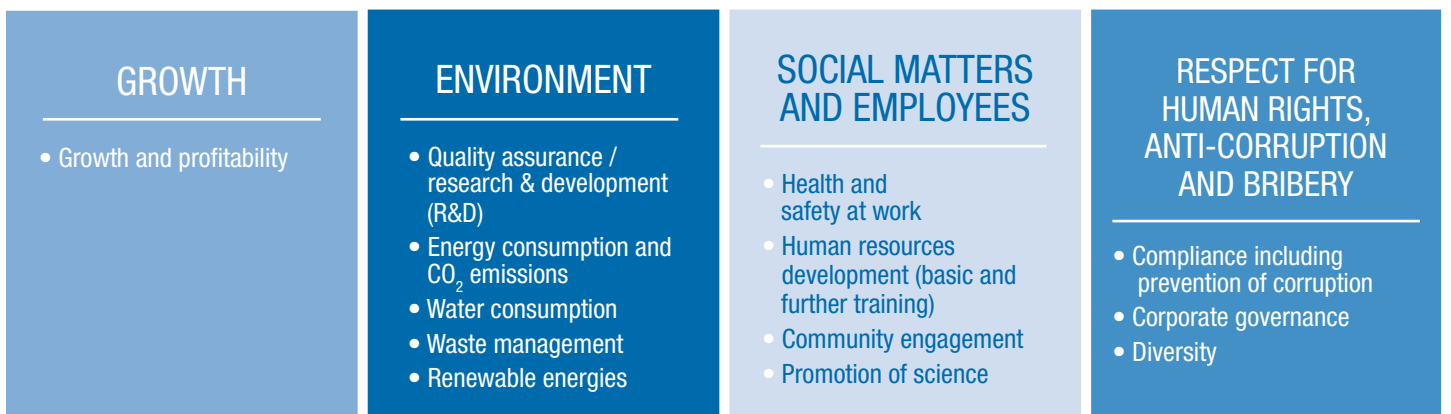 GROWTH
• Growth and profitability
ENVIRONMENT
• Quality assurance /
research & development
(R&D)
• Energy consumption and
CO₂ emissions
• Water consumption
• Waste management
• Renewable energies
SOCIAL MATTERS
AND EMPLOYEES
• Health and
safety at work
• Human resources
development (basic and
further training)
• Community engagement
• Promotion of science
RESPECT FOR
HUMAN RIGHTS,
ANTI-CORRUPTION
AND BRIBERY
• Compliance including
prevention of corruption
• Corporate governance
• Diversity